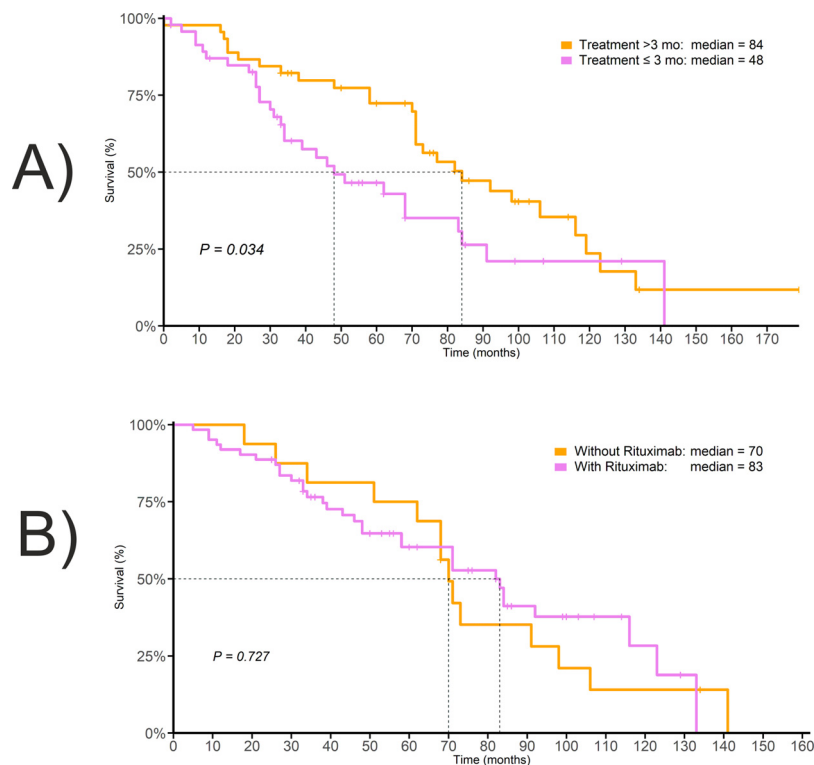 A)
100%
75%
50%
25%
0%
Survival (%)
Treatment >3 mo: median = 84
Treatment ≤ 3 mo: median = 48
P = 0.034
0 10 20 30 40 50 60 70 80 90 100 110 120 130 140 150 160 170
Time (months)
B)
100%
75%
50%
25%
0%
Survival (%)
Without Rituximab: median = 70
With Rituximab: median = 83
P = 0.727
0 10 20 30 40 50 60 70 80 90 100 110 120 130 140 150 160
Time (months)